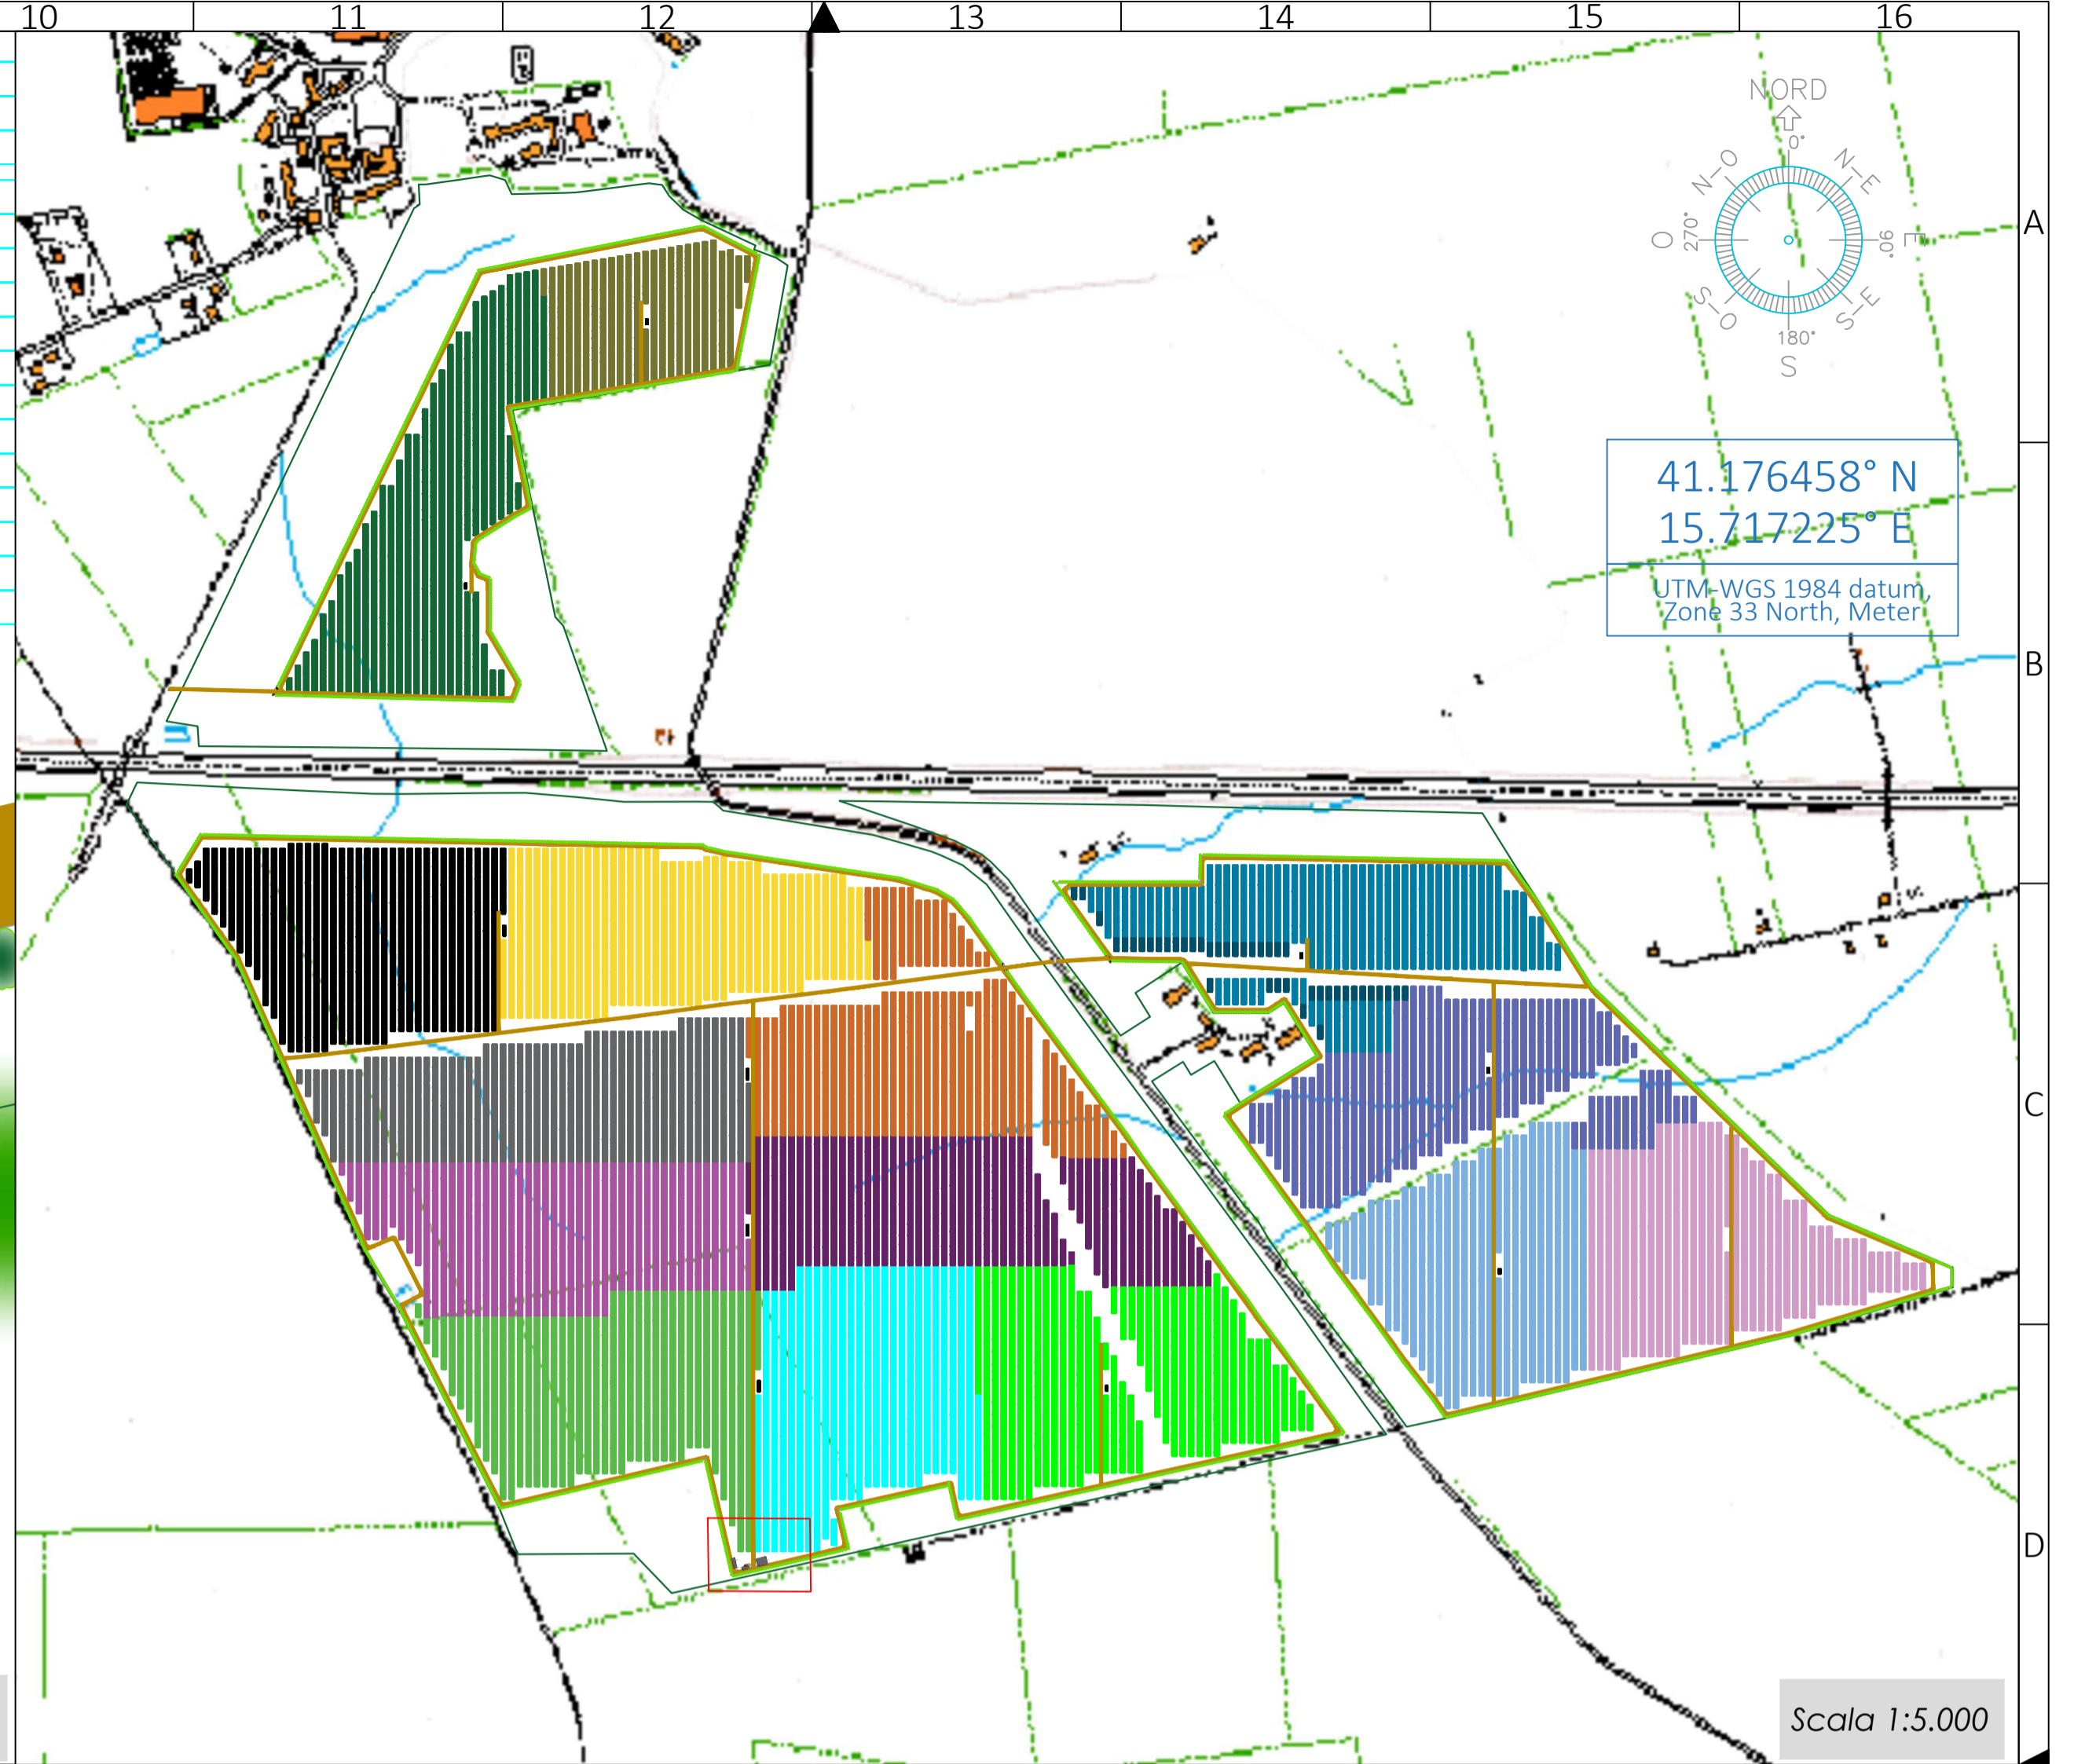 10 11 12 13 14 15 16
NORD
0°
N-O
N-E
A
O
270°
90°
E
S-O
S-E
180°
S
41.176458° N
15.717225° E
UTM-WGS 1984 datum,
Zone 33 North, Meter
B
C
D
Scala 1:5.000